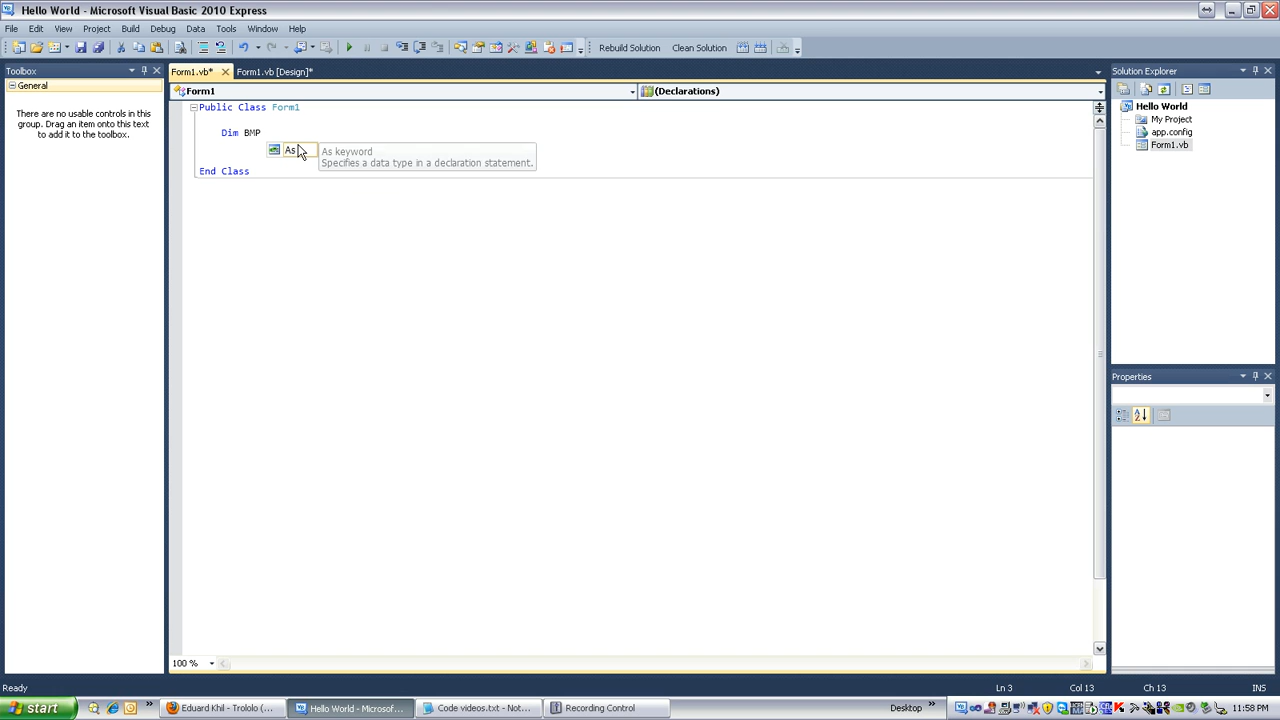 Hello World - Microsoft Visual Basic 2010 Express
File Edit View Project Build Debug Data Tools Window Help
Rebuild Solution Clean Solution
Toolbox
General
There are no usable controls in this
group. Drag an item onto this text
to add it to the toolbox.
Form1.vb* Form1.vb [Design]*
Form1 (Declarations)
Public Class Form1
Dim BMP
As
As keyword
Specifies a data type in a declaration statement.
End Class
100 %
Solution Explorer
Hello World
My Project
app.config
Form1.vb
Properties
Ready Ln 3 Col 13 Ch 13 INS
start Eduard Khil - Trololo (... Hello World - Microsof... Code videos.txt - Not... Recording Control Desktop » 11:58 PM